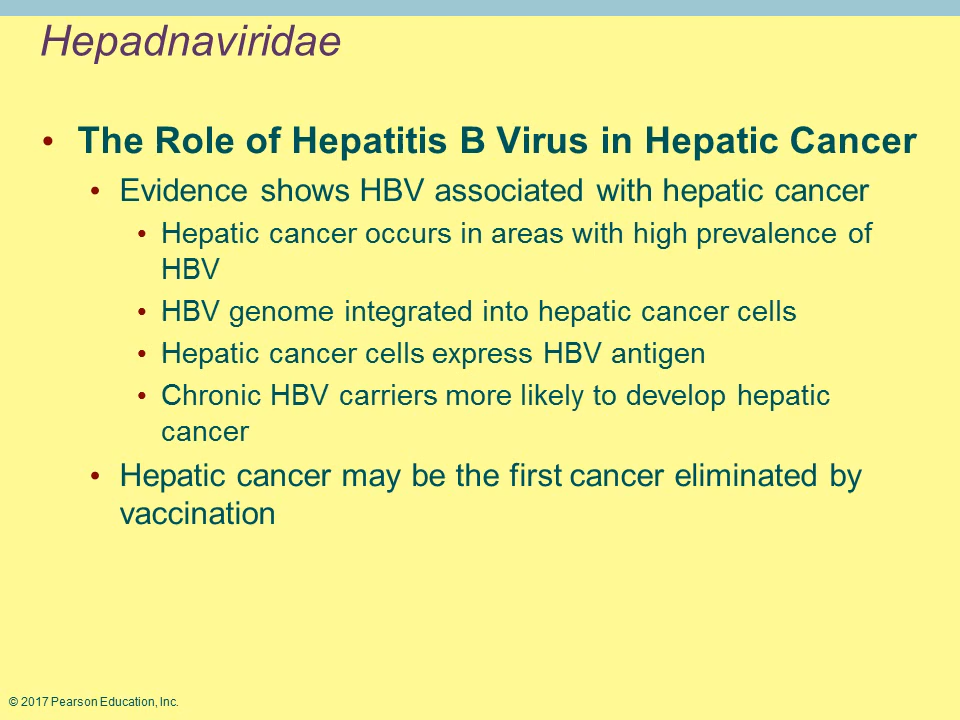 Hepadnaviridae
• The Role of Hepatitis B Virus in Hepatic Cancer
• Evidence shows HBV associated with hepatic cancer
• Hepatic cancer occurs in areas with high prevalence of
HBV
• HBV genome integrated into hepatic cancer cells
• Hepatic cancer cells express HBV antigen
• Chronic HBV carriers more likely to develop hepatic
cancer
• Hepatic cancer may be the first cancer eliminated by
vaccination
© 2017 Pearson Education, Inc.